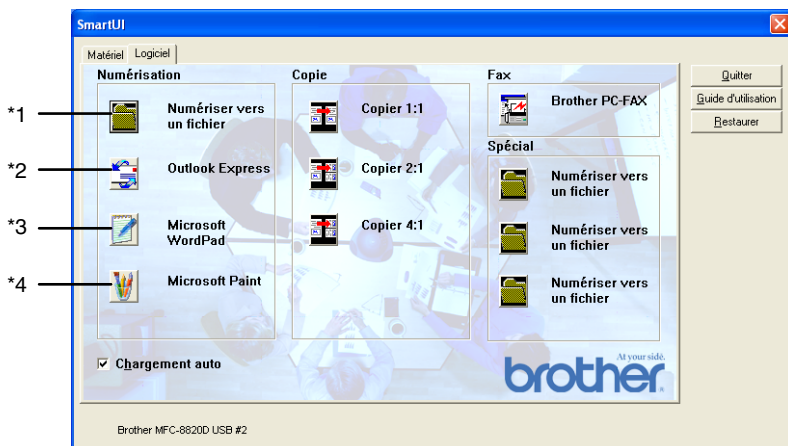 SmartUI
Matériel Logiciel
Numérisation
*1 Numériser vers
un fichier
*2 Outlook Express
*3 Microsoft
WordPad
*4 Microsoft Paint
Copie
Copier 1:1
Copier 2:1
Copier 4:1
Fax
Brother PC-FAX
Spécial
Numériser vers
un fichier
Numériser vers
un fichier
Numériser vers
un fichier
Quitter
Guide d'utilisation
Restaurer
Chargement auto
At your side.
brother
Brother MFC-8820D USB #2